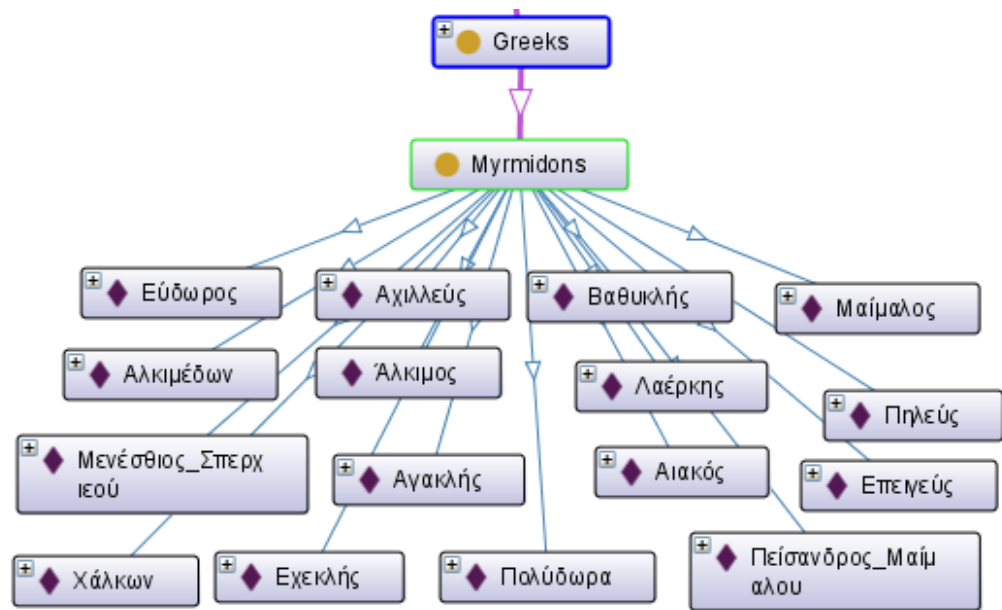 Greeks
Myrmidons
Εύδωρος
Αχιλλεύς
Βαθυκλής
Μαίμαλος
Αλκιμέδων
Άλκιμος
Λαέρκης
Πηλεύς
Μενέσθιος_Σπερχ
ιεού
Αγακλής
Αιακός
Επειγεύς
Χάλκων
Εχεκλής
Πολύδωρα
Πείσανδρος_Μαίμ
αλου